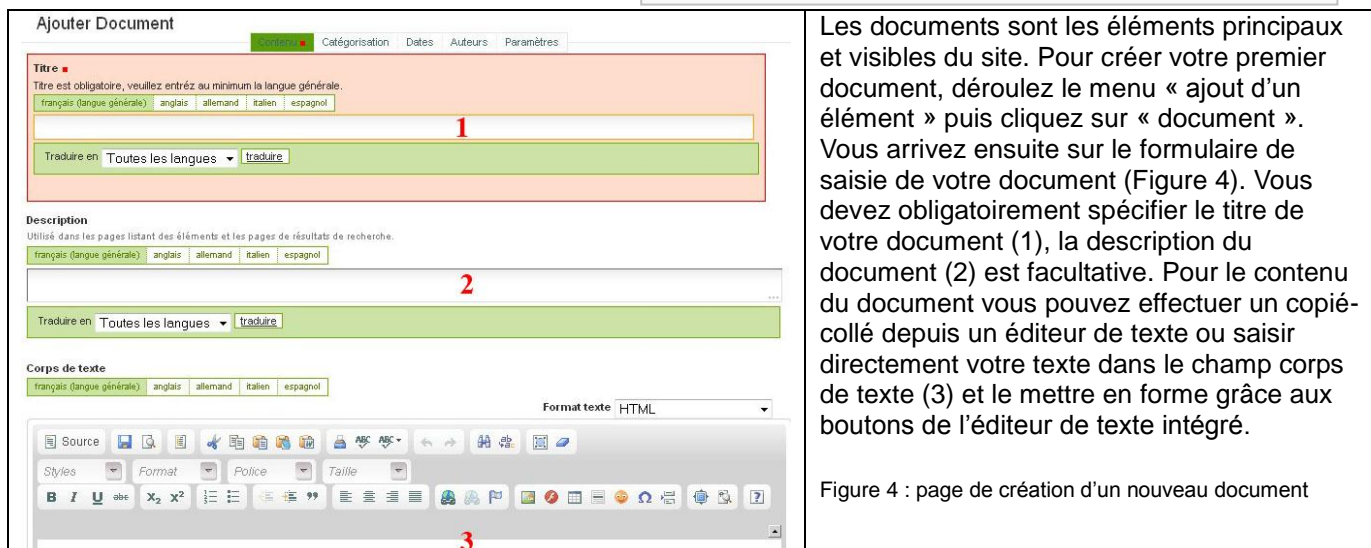 Ajouter Document
Contenu Catégorisation Dates Auteurs Paramètres
Titre
Titre est obligatoire, veuillez entréz au minimum la langue générale.
français (langue générale) anglais allemand italien espagnol
1
Traduire en Toutes les langues traduire
Description
Utilisé dans les pages listant des éléments et les pages de résultats de recherche.
français (langue générale) anglais allemand italien espagnol
2
Traduire en Toutes les langues traduire
Corps de texte
français (langue générale) anglais allemand italien espagnol
Format texte HTML
Source
Styles Format Police Taille
B I U abc X₂ X²
3
Les documents sont les éléments principaux
et visibles du site. Pour créer votre premier
document, déroulez le menu « ajout d’un
élément » puis cliquez sur « document ».
Vous arrivez ensuite sur le formulaire de
saisie de votre document (Figure 4). Vous
devez obligatoirement spécifier le titre de
votre document (1), la description du
document (2) est facultative. Pour le contenu
du document vous pouvez effectuer un copié-
collé depuis un éditeur de texte ou saisir
directement votre texte dans le champ corps
de texte (3) et le mettre en forme grâce aux
boutons de l’éditeur de texte intégré.
Figure 4 : page de création d’un nouveau document